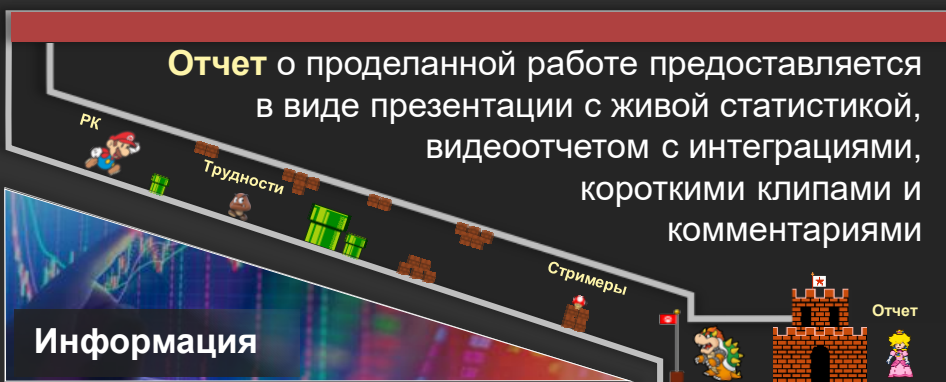 Отчет о проделанной работе предоставляется
в виде презентации с живой статистикой,
видеоотчетом с интеграциями,
короткими клипами и
комментариями
РК
Трудности
Стримеры
Отчет
Информация